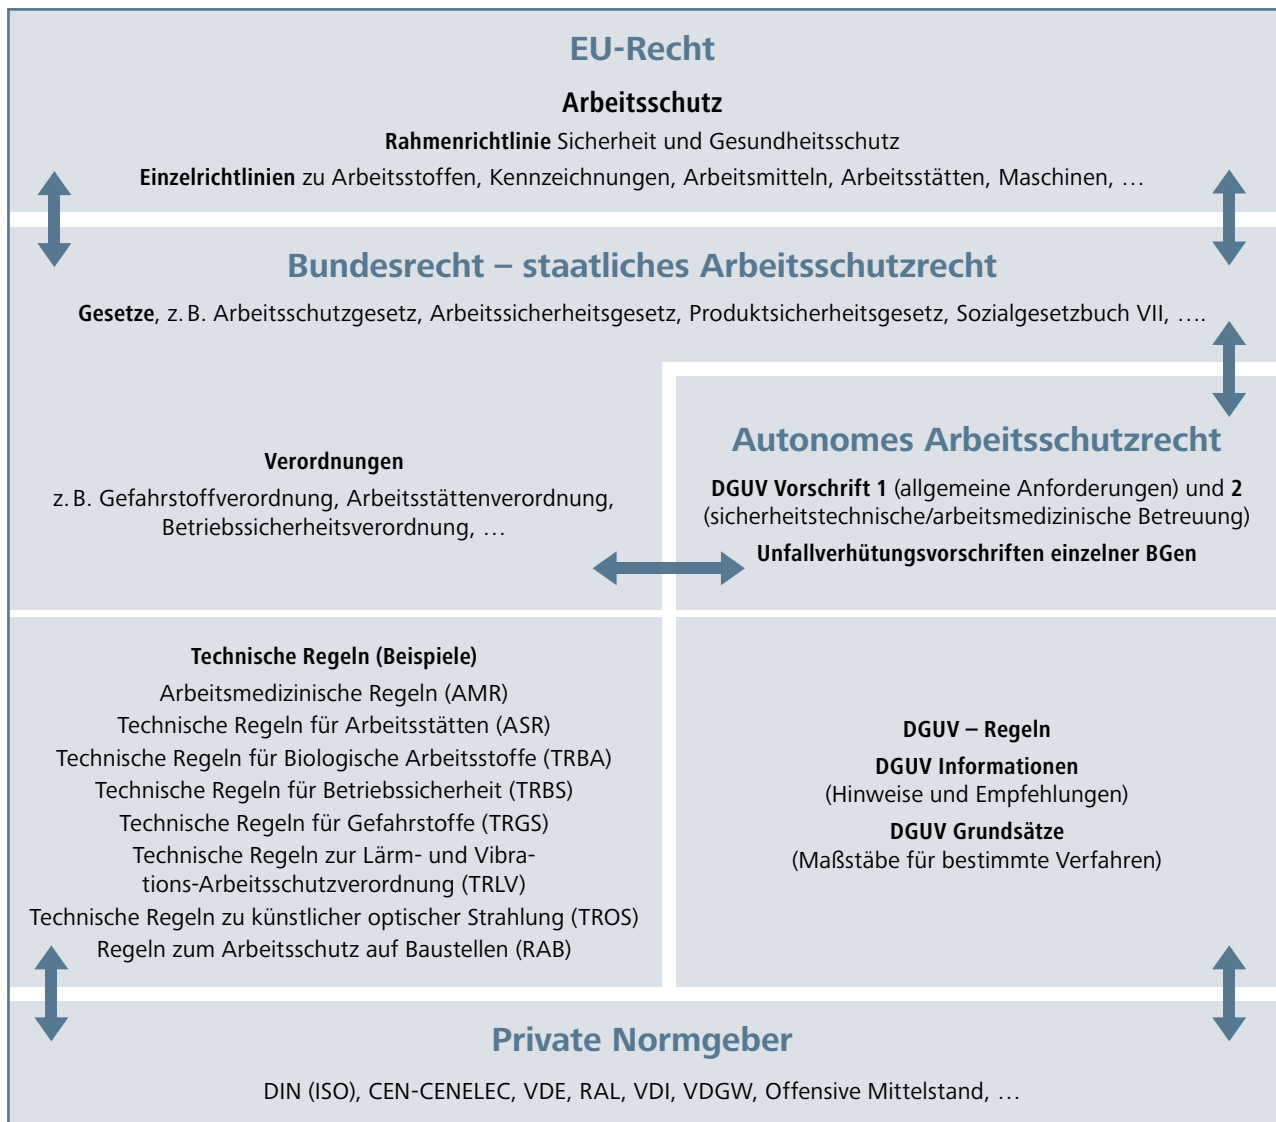 EU-Recht
Arbeitsschutz
Rahmenrichtlinie Sicherheit und Gesundheitsschutz
Einzelrichtlinien zu Arbeitsstoffen, Kennzeichnungen, Arbeitsmitteln, Arbeitsstätten, Maschinen, …
Bundesrecht – staatliches Arbeitsschutzrecht
Gesetze, z. B. Arbeitsschutzgesetz, Arbeitssicherheitsgesetz, Produktsicherheitsgesetz, Sozialgesetzbuch VII, ….
Verordnungen
z. B. Gefahrstoffverordnung, Arbeitsstättenverordnung,
Betriebssicherheitsverordnung, …
Autonomes Arbeitsschutzrecht
DGUV Vorschrift 1 (allgemeine Anforderungen) und 2
(sicherheitstechnische/arbeitsmedizinische Betreuung)
Unfallverhütungsvorschriften einzelner BGen
Technische Regeln (Beispiele)
Arbeitsmedizinische Regeln (AMR)
Technische Regeln für Arbeitsstätten (ASR)
Technische Regeln für Biologische Arbeitsstoffe (TRBA)
Technische Regeln für Betriebssicherheit (TRBS)
Technische Regeln für Gefahrstoffe (TRGS)
Technische Regeln zur Lärm- und Vibra-
tions-Arbeitsschutzverordnung (TRLV)
Technische Regeln zu künstlicher optischer Strahlung (TROS)
Regeln zum Arbeitsschutz auf Baustellen (RAB)
DGUV – Regeln
DGUV Informationen
(Hinweise und Empfehlungen)
DGUV Grundsätze
(Maßstäbe für bestimmte Verfahren)
Private Normgeber
DIN (ISO), CEN-CENELEC, VDE, RAL, VDI, VDGW, Offensive Mittelstand, …